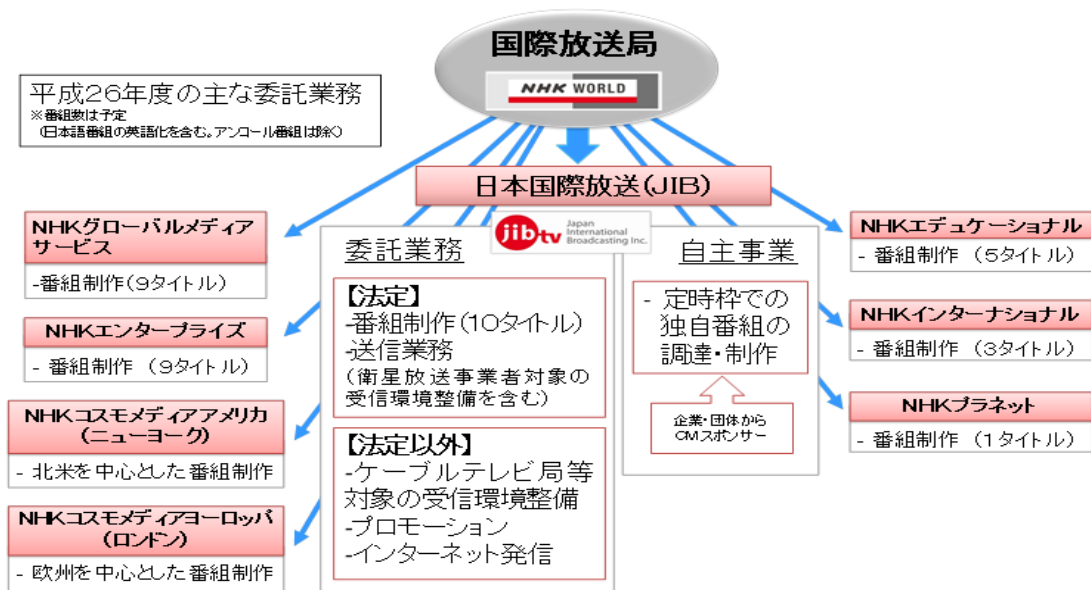 国際放送局
NHK WORLD
平成26年度の主な委託業務
※番組数は予定
(日本語番組の英語化を含む。アンコール番組は除く)
日本国際放送(JIB)
jibtv
Japan
International
Broadcasting Inc.
NHKグローバルメディア
サービス
-番組制作(9タイトル)
NHKエンタープライズ
- 番組制作 (9タイトル)
NHKコスモメディアアメリカ
(ニューヨーク)
- 北米を中心とした番組制作
NHKコスモメディアヨーロッパ
(ロンドン)
- 欧州を中心とした番組制作
委託業務
【法定】
-番組制作(10タイトル)
-送信業務
(衛星放送事業者対象の
受信環境整備を含む)
【法定以外】
-ケーブルテレビ局等
対象の受信環境整備
-プロモーション
-インターネット発信
自主事業
- 定時枠での
独自番組の
調達・制作
企業・団体から
CMスポンサー
NHKエデュケーショナル
- 番組制作 (5タイトル)
NHKインターナショナル
- 番組制作 (3タイトル)
NHKプラネット
- 番組制作 (1タイトル)